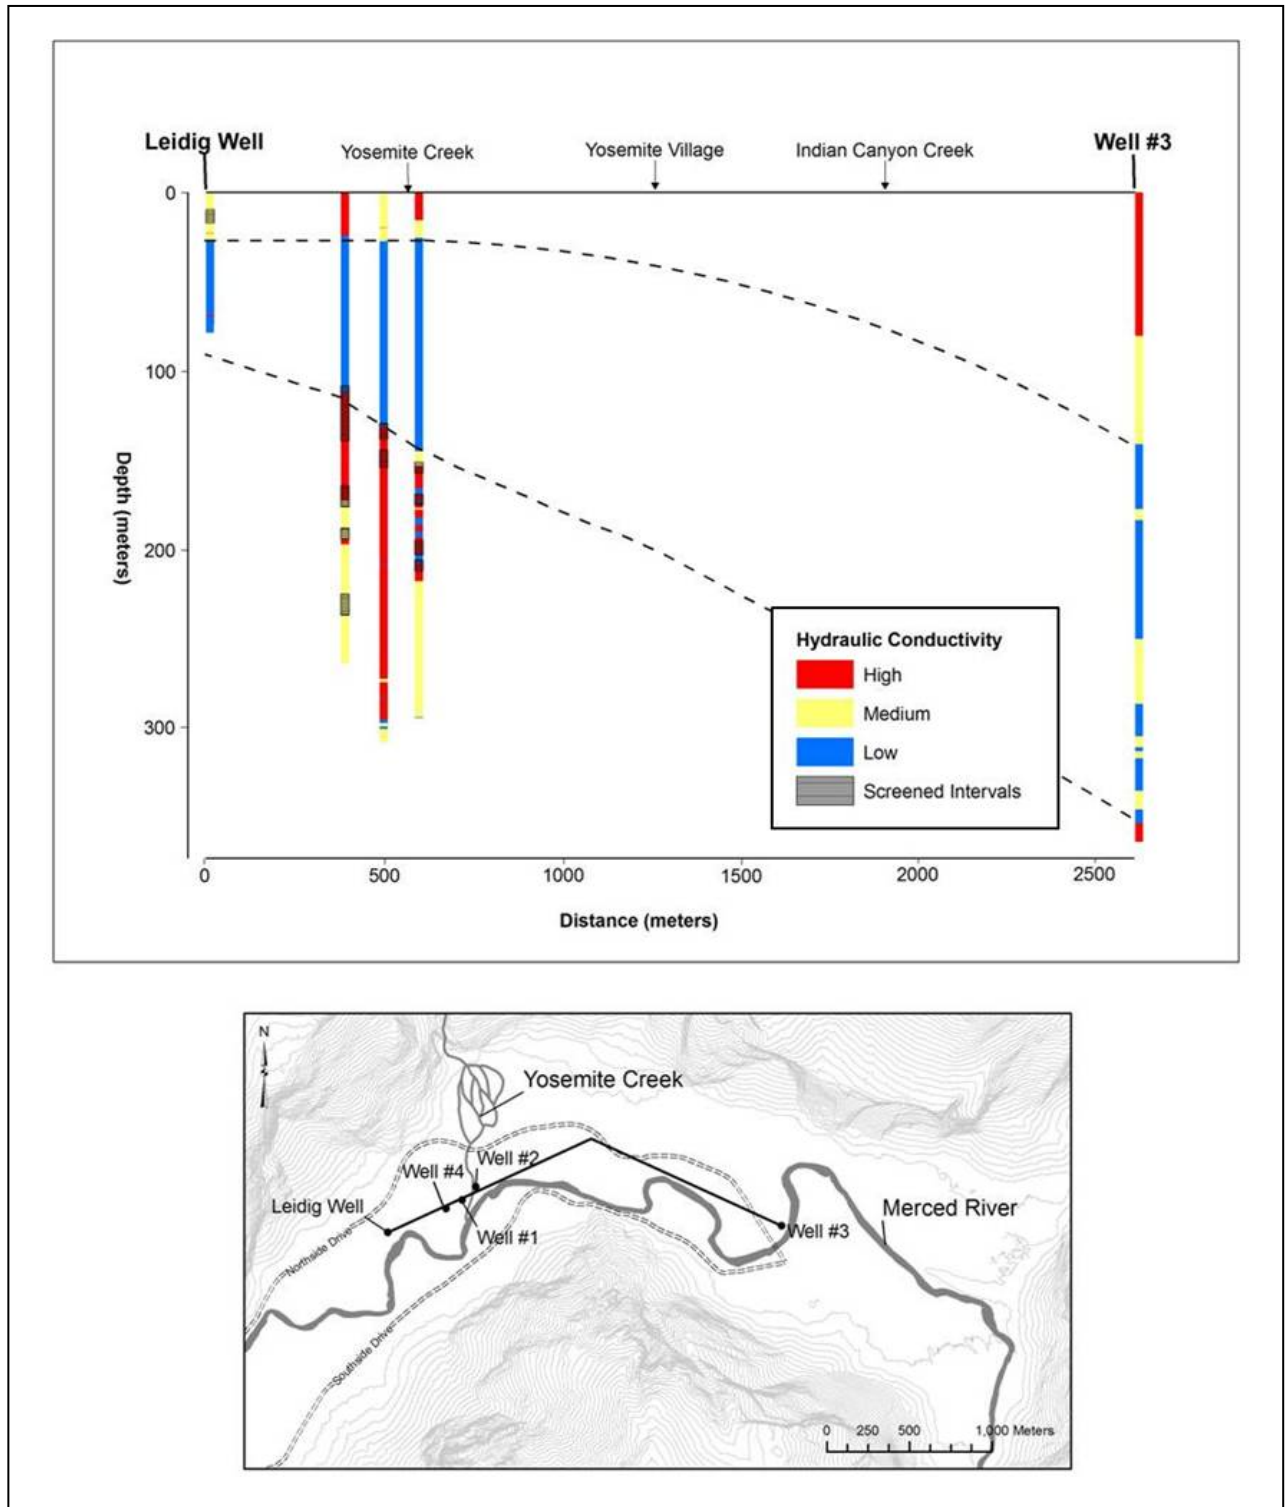 Leidig Well
Yosemite Creek
Yosemite Village
Indian Canyon Creek
Well #3
0
100
200
300
Depth (meters)
Hydraulic Conductivity
High
Medium
Low
Screened Intervals
0 500 1000 1500 2000 2500
Distance (meters)
N
Yosemite Creek
Well #2
Well #4
Leidig Well
Well #1
Well #3
Merced River
Northside Drive
Southside Drive
0 250 500 1,000 Meters